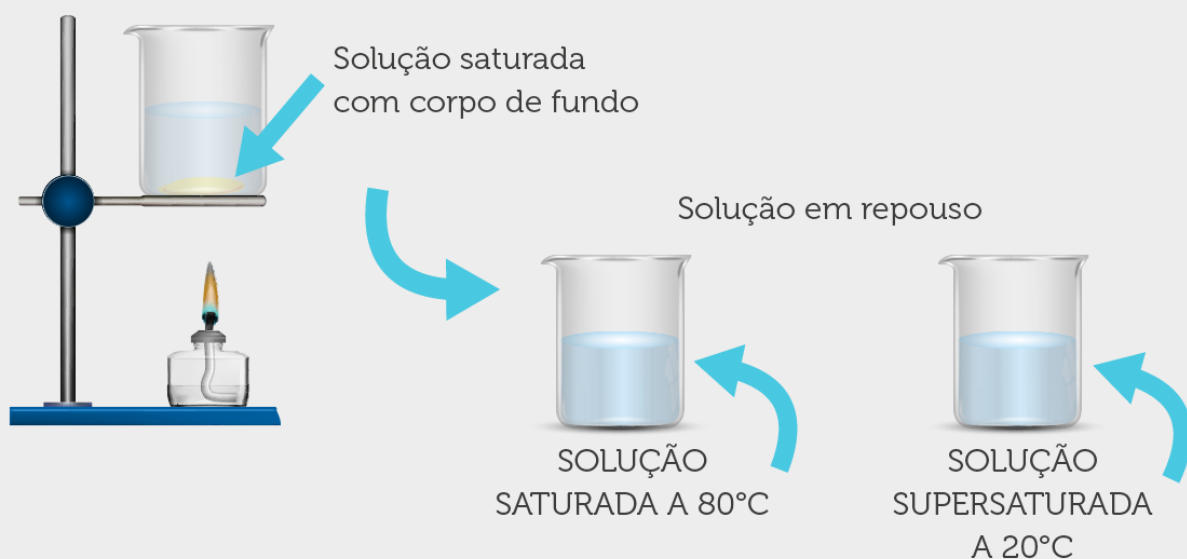 Solução saturada
com corpo de fundo
Solução em repouso
SOLUÇÃO
SATURADA A 80°C
SOLUÇÃO
SUPERSATURADA
A 20°C